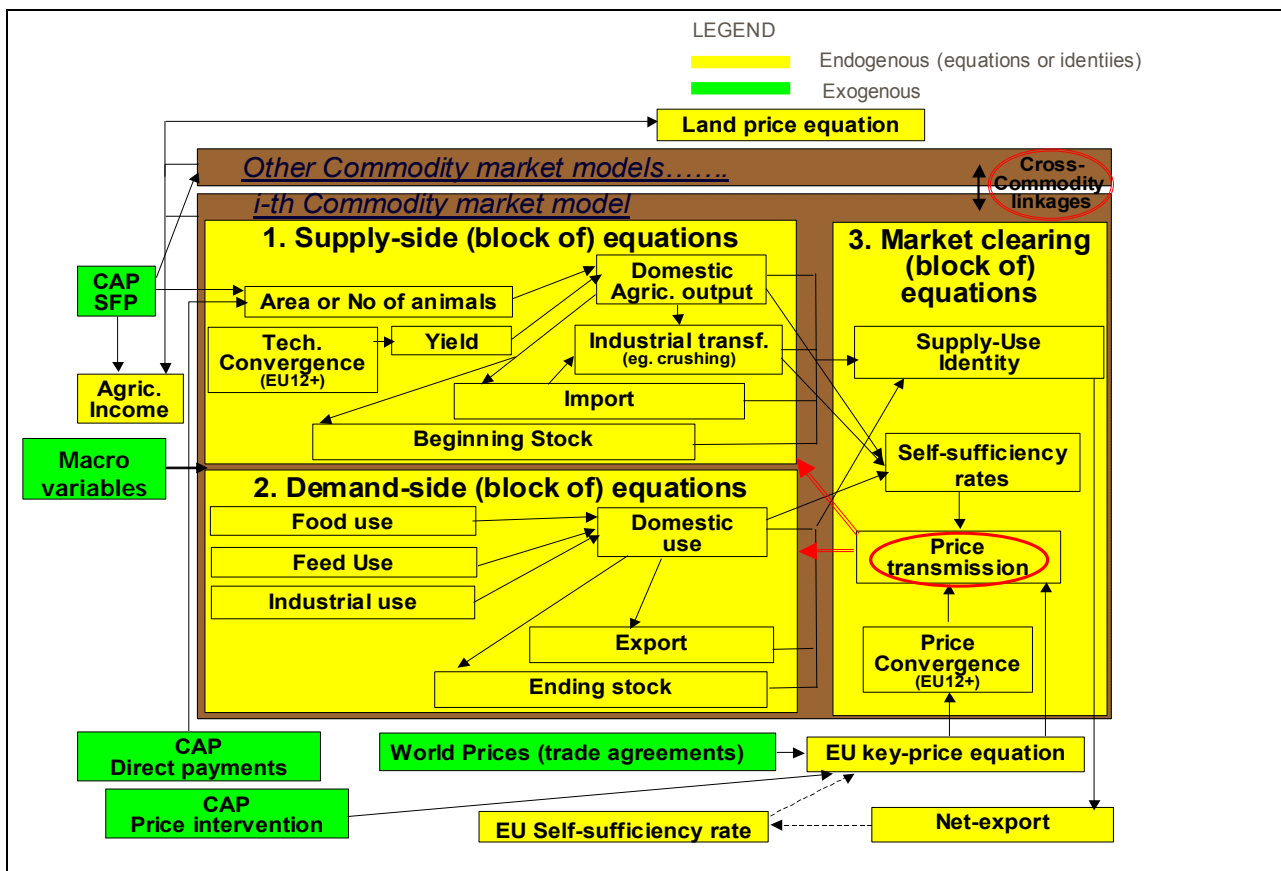 LEGEND
Endogenous (equations or identiies)
Exogenous
Land price equation
Other Commodity market models…….
Cross-
Commodity
linkages
i-th Commodity market model
1. Supply-side (block of) equations
3. Market clearing
(block of)
equations
CAP
SFP
Area or No of animals
Domestic
Agric. output
Tech.
Convergence
(EU12+)
Yield
Industrial transf.
(eg. crushing)
Supply-Use
Identity
Agric.
Income
Import
Beginning Stock
Macro
variables
Self-sufficiency
rates
2. Demand-side (block of) equations
Food use
Domestic
use
Feed Use
Price
transmission
Industrial use
Export
Price
Convergence
(EU12+)
Ending stock
CAP
Direct payments
World Prices (trade agreements)
EU key-price equation
CAP
Price intervention
EU Self-sufficiency rate
Net-export